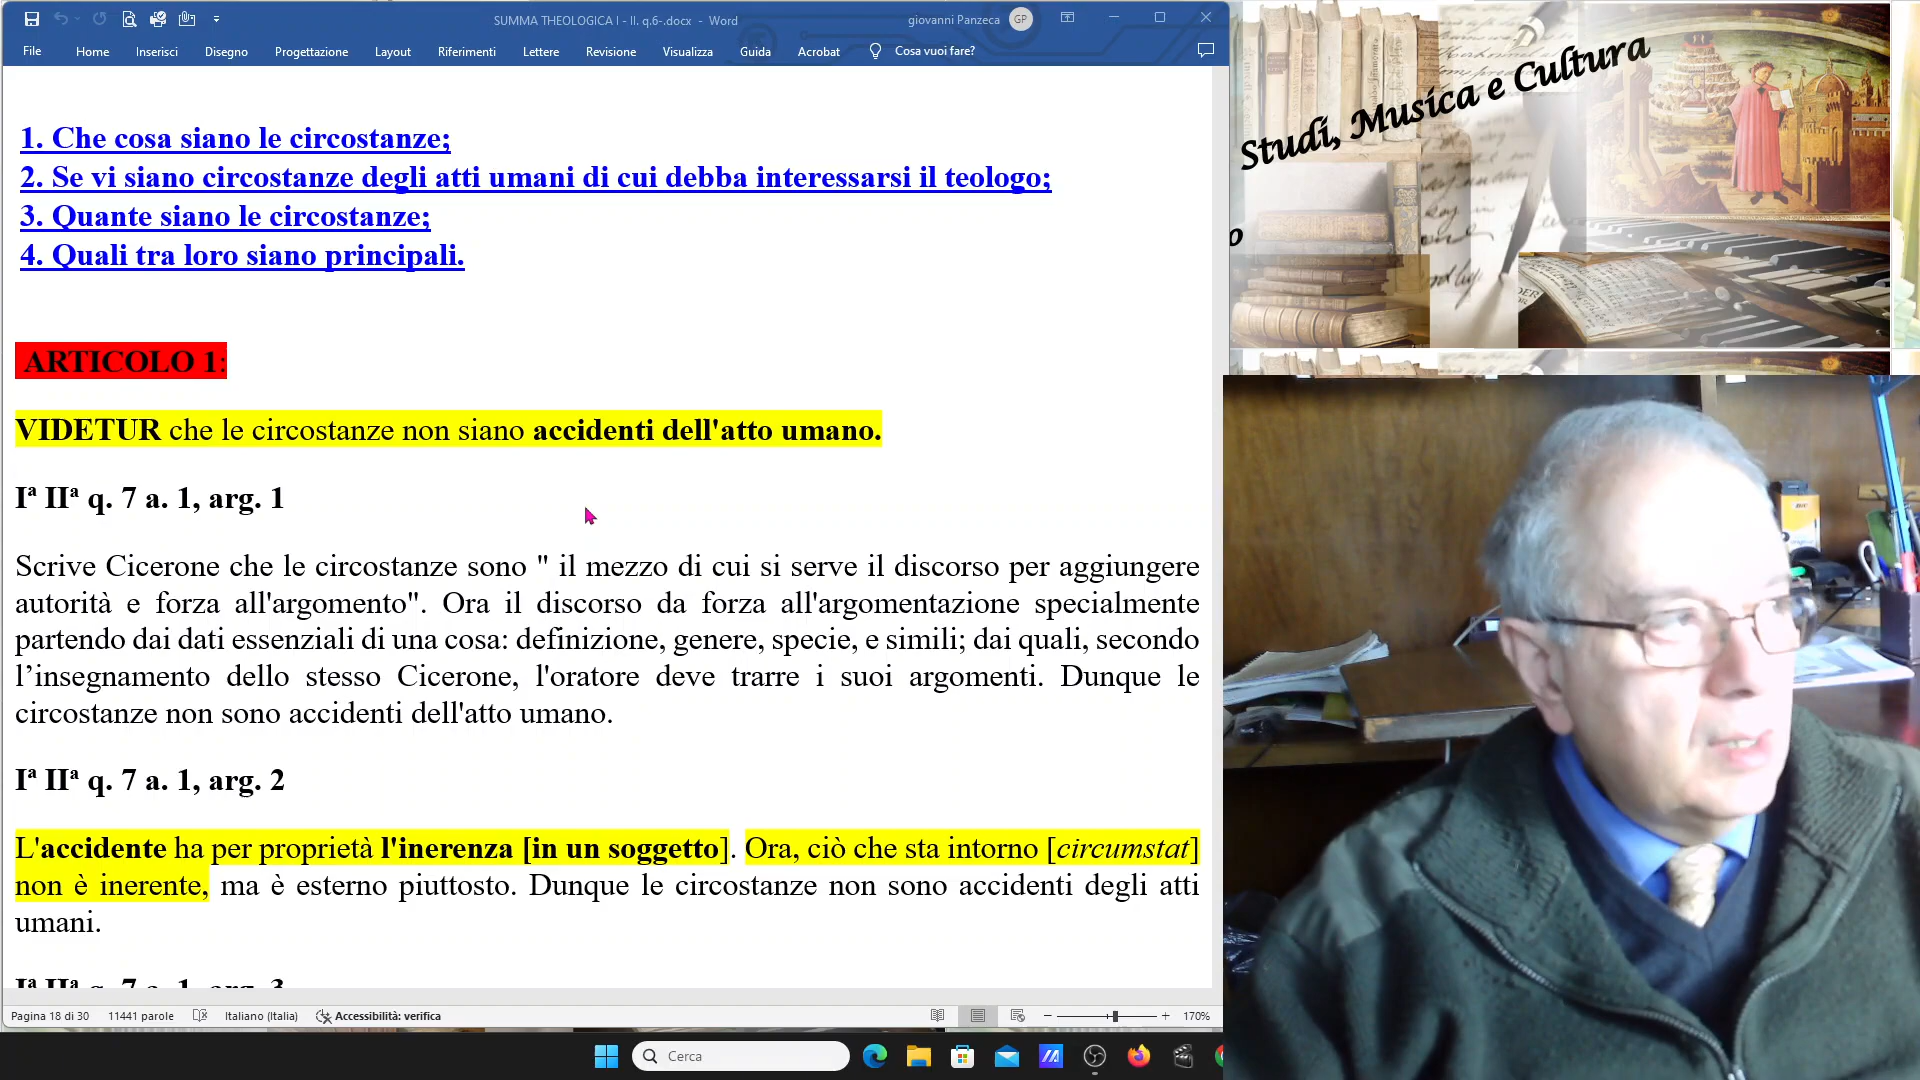 SUMMA THEOLOGICA I - II. q.6-.docx - Word
giovanni Panzeca
GP
File Home Inserisci Disegno Progettazione Layout Riferimenti Lettere Revisione Visualizza Guida Acrobat Cosa vuoi fare?
1. Che cosa siano le circostanze;
2. Se vi siano circostanze degli atti umani di cui debba interessarsi il teologo;
3. Quante siano le circostanze;
4. Quali tra loro siano principali.
ARTICOLO 1:
VIDETUR che le circostanze non siano accidenti dell'atto umano.
Iª IIª q. 7 a. 1, arg. 1
Scrive Cicerone che le circostanze sono " il mezzo di cui si serve il discorso per aggiungere
autorità e forza all'argomento". Ora il discorso da forza all'argomentazione specialmente
partendo dai dati essenziali di una cosa: definizione, genere, specie, e simili; dai quali, secondo
l’insegnamento dello stesso Cicerone, l'oratore deve trarre i suoi argomenti. Dunque le
circostanze non sono accidenti dell'atto umano.
Iª IIª q. 7 a. 1, arg. 2
L'accidente ha per proprietà l'inerenza [in un soggetto]. Ora, ciò che sta intorno [circumstat]
non è inerente, ma è esterno piuttosto. Dunque le circostanze non sono accidenti degli atti
umani.
Iª IIª q. 7 a. 1, arg. 3
Pagina 18 di 30 11441 parole Italiano (Italia) Accessibilità: verifica 170%
Cerca
Studi, Musica e Cultura
o
BIC